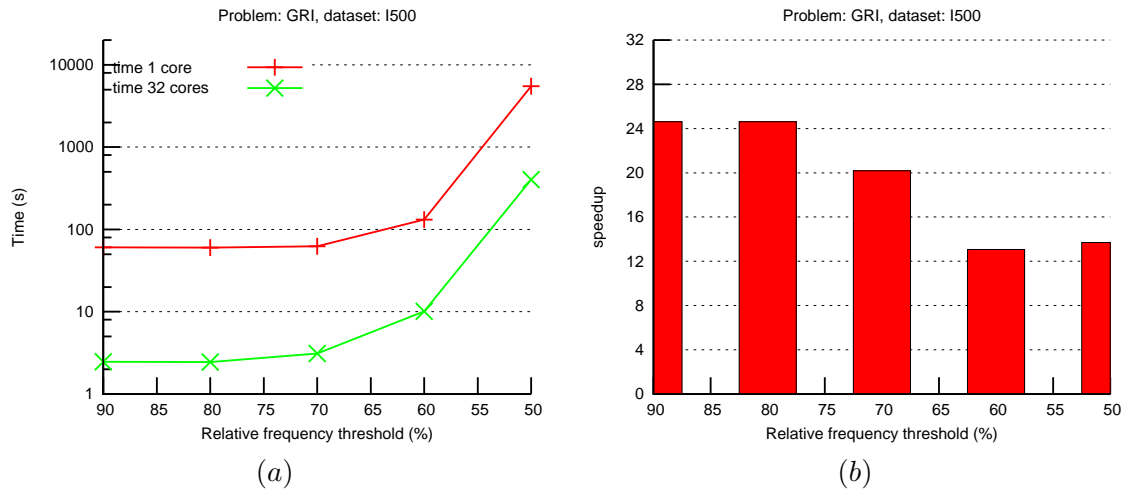 Problem: GRI, dataset: I500
10000
1000
100
10
1
Time (s)
time 1 core
time 32 cores
90 85 80 75 70 65 60 55 50
Relative frequency threshold (%)
(a)
Problem: GRI, dataset: I500
32
28
24
20
16
12
8
4
0
speedup
90 85 80 75 70 65 60 55 50
Relative frequency threshold (%)
(b)